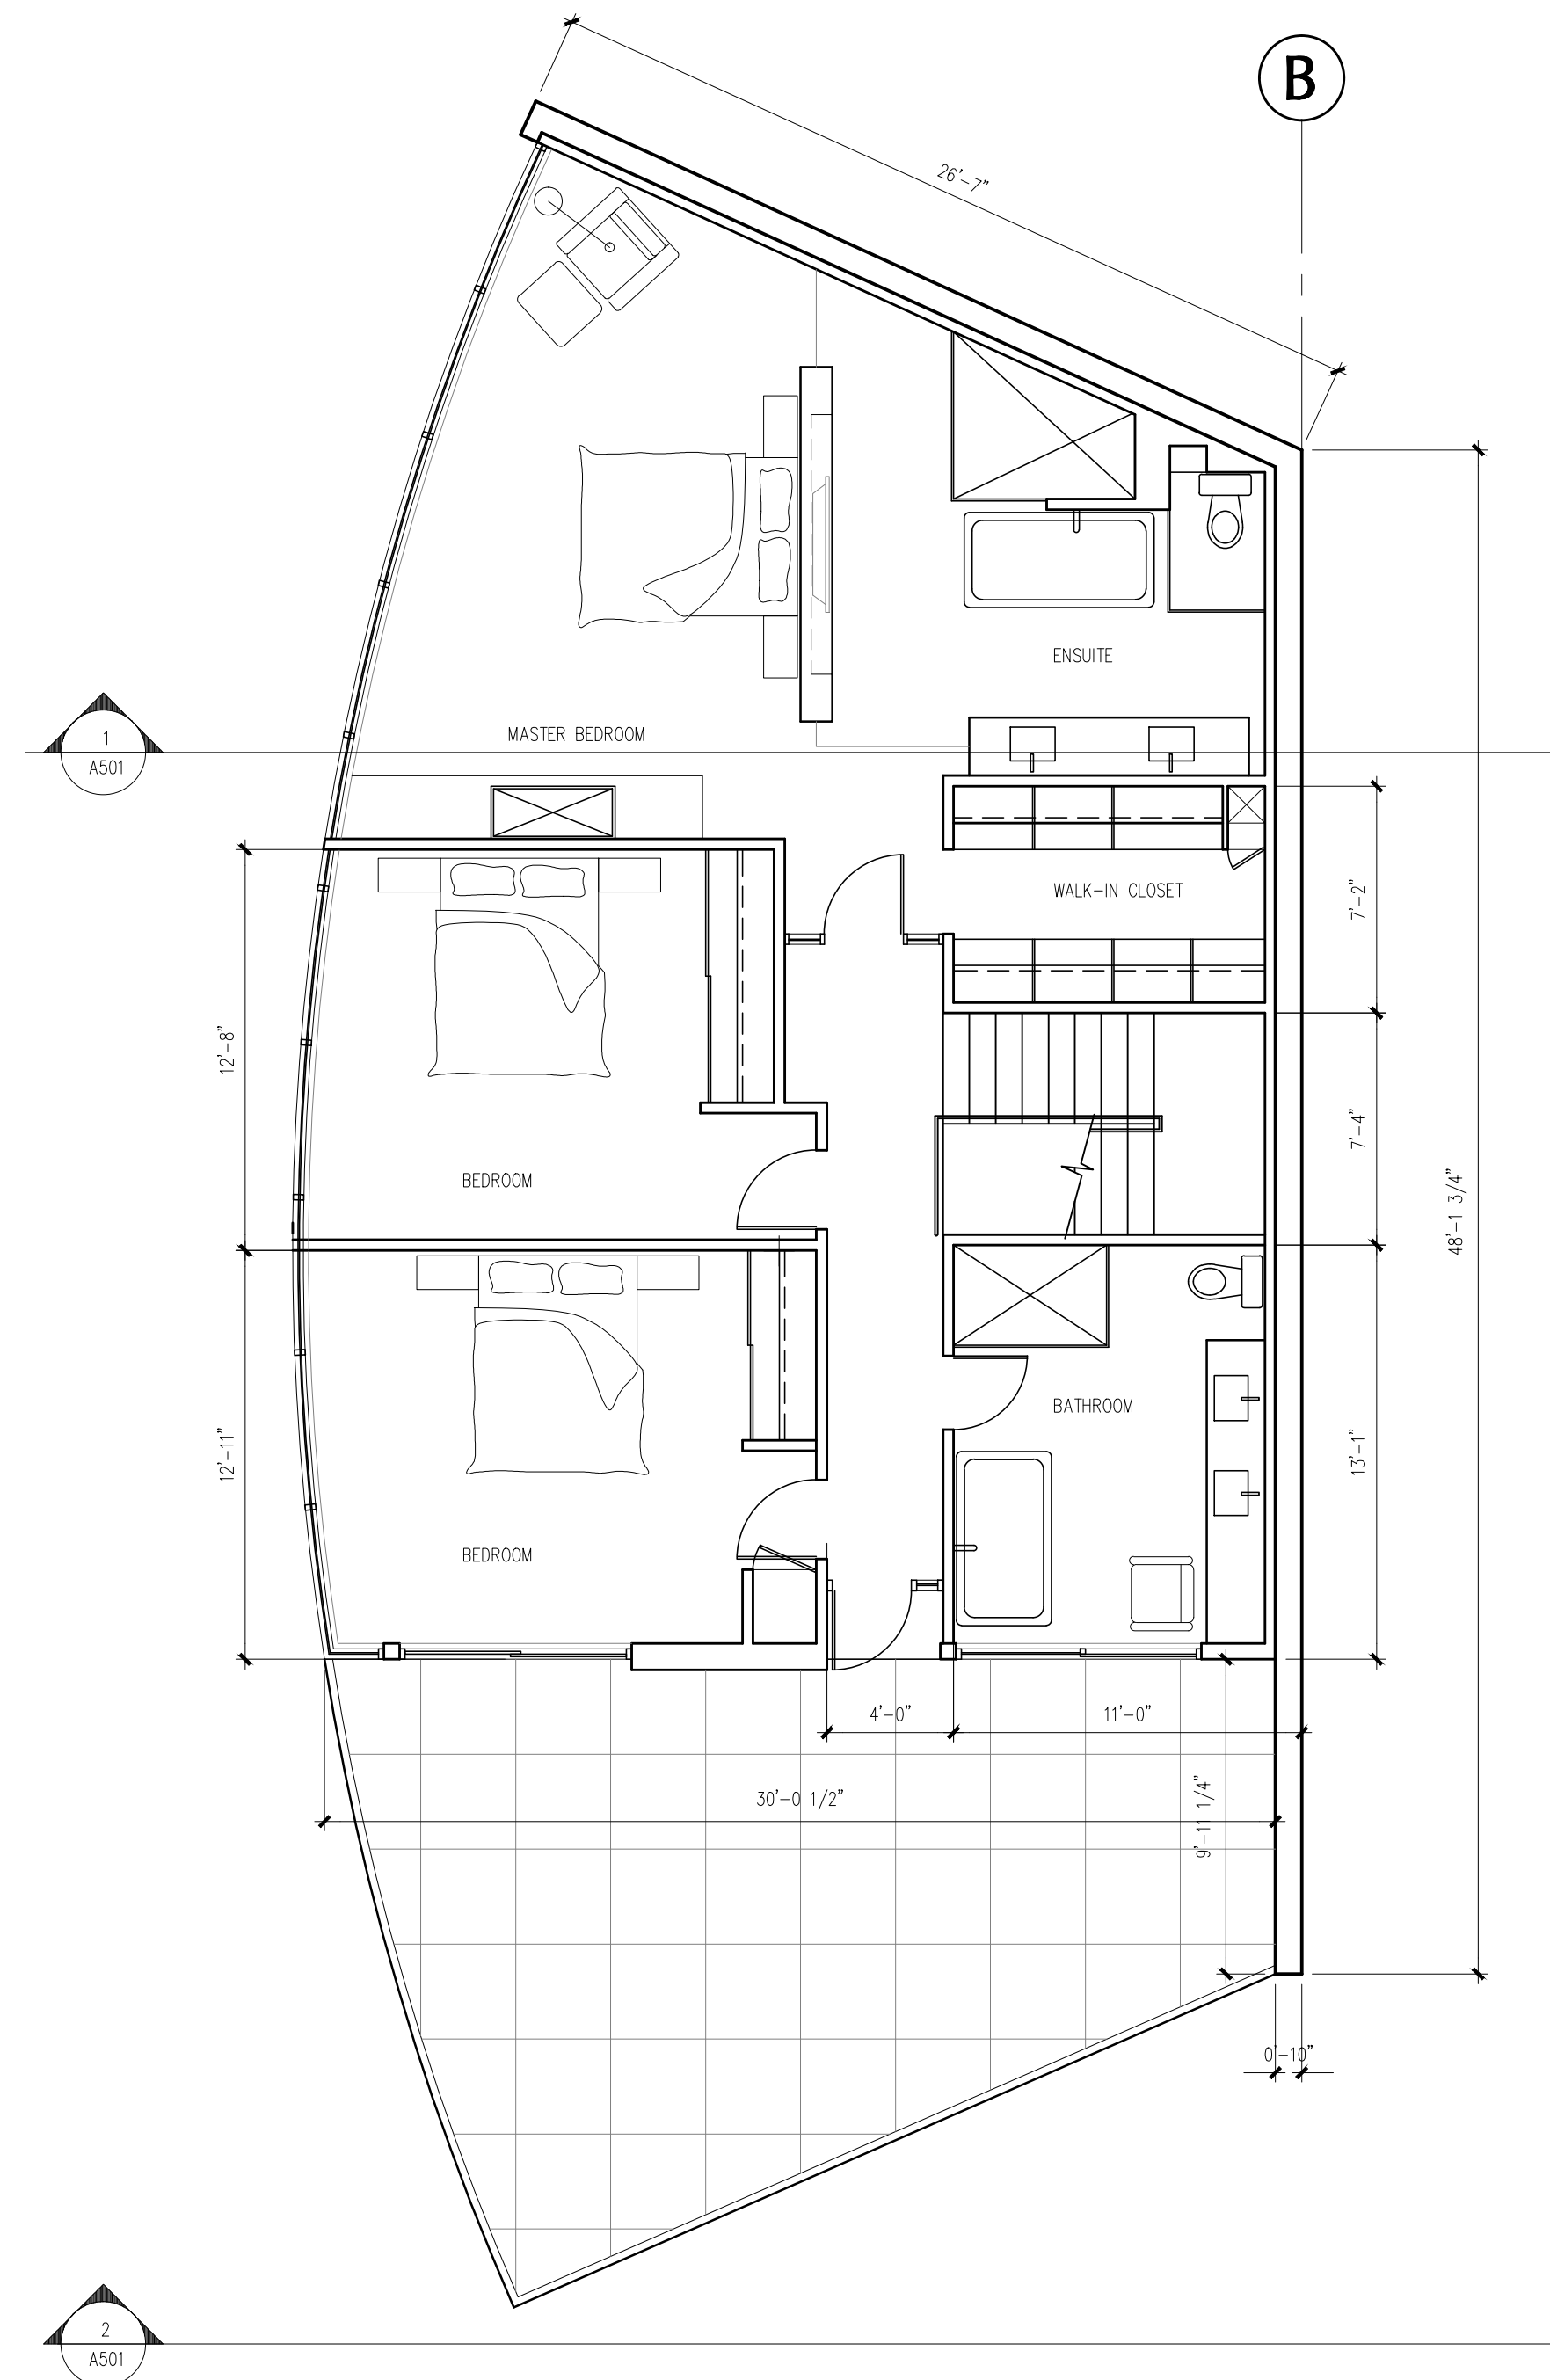 B
26'-7"
ENSUITE
MASTER BEDROOM
1
A501
WALK-IN CLOSET
7'-2"
12'-8"
7'-4"
48'-1 3/4"
BEDROOM
BATHROOM
12'-11"
13'-1"
BEDROOM
4'-0"
11'-0"
30'-0 1/2"
9'-11 1/4"
0'-10"
2
A501